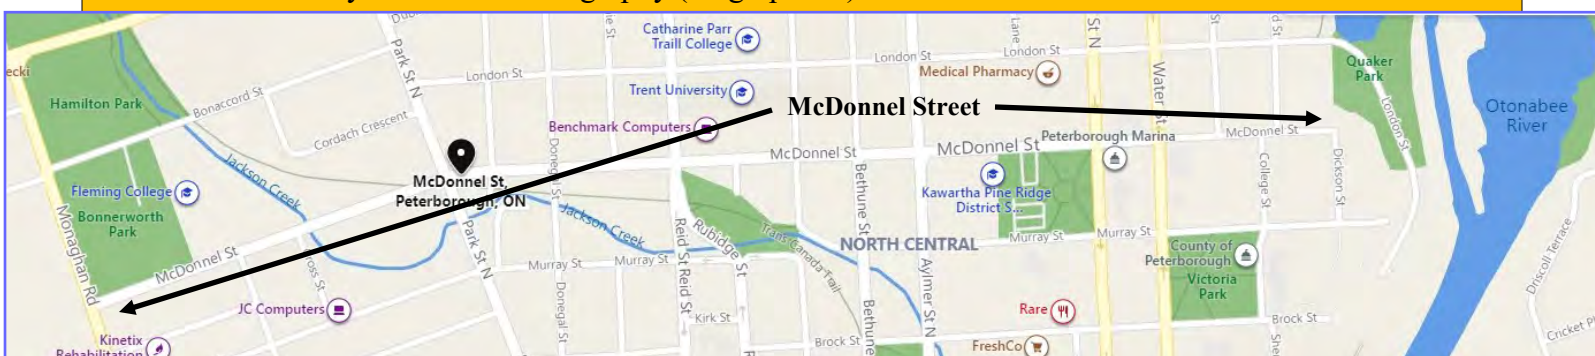 Catharine Parr
Traill College
London St
London St
London St
Medical Pharmacy
Quaker
Park
Hamilton Park
Bonaccord St
Park St N
St N
Water St
Trent University
McDonnel Street
Otonabee
River
London St
Cordach Crescent
Benchmark Computers
Donegal St
McDonnel St
McDonnel St
Peterborough Marina
McDonnel St
Jackson Creek
McDonnel St,
Peterborough, ON
Fleming College
Bonnerworth
Park
Kawartha Pine Ridge
District S...
College St
Dickson St
Monaghan Rd
McDonnel St
Park St N
Jackson Creek
Reid St
Reid St
Rubidge St
Trans Canada Trail
Bethune St
NORTH CENTRAL
Aylmer St N
Murray St
Murray St
County of
Peterborough
Victoria
Park
Driscoll Terrace
Murray St
Murray St
JC Computers
Donegal St
Kirk St
Bethune
Rare
Brock St
Kinetix
Rehabilitation
Brock St
FreshCo